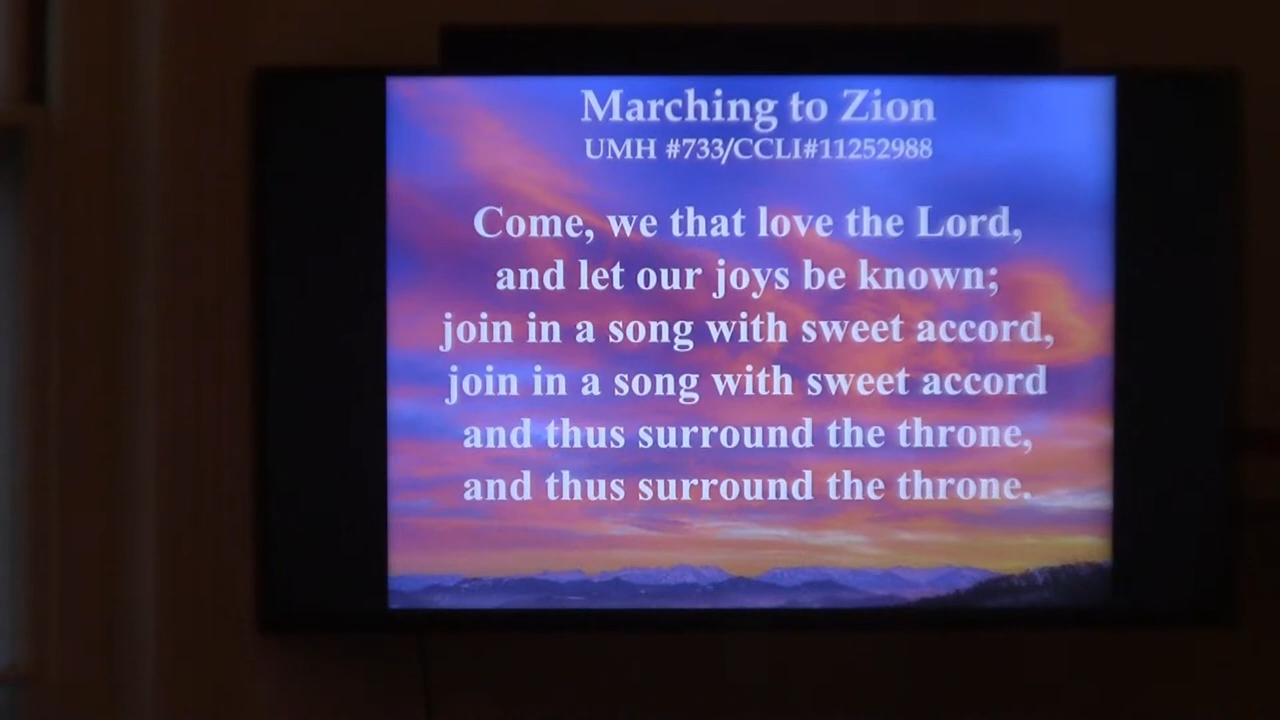 Marching to Zion
UMH #733/CCLI#11252988
Come, we that love the Lord,
and let our joys be known;
join in a song with sweet accord,
join in a song with sweet accord
and thus surround the throne,
and thus surround the throne.